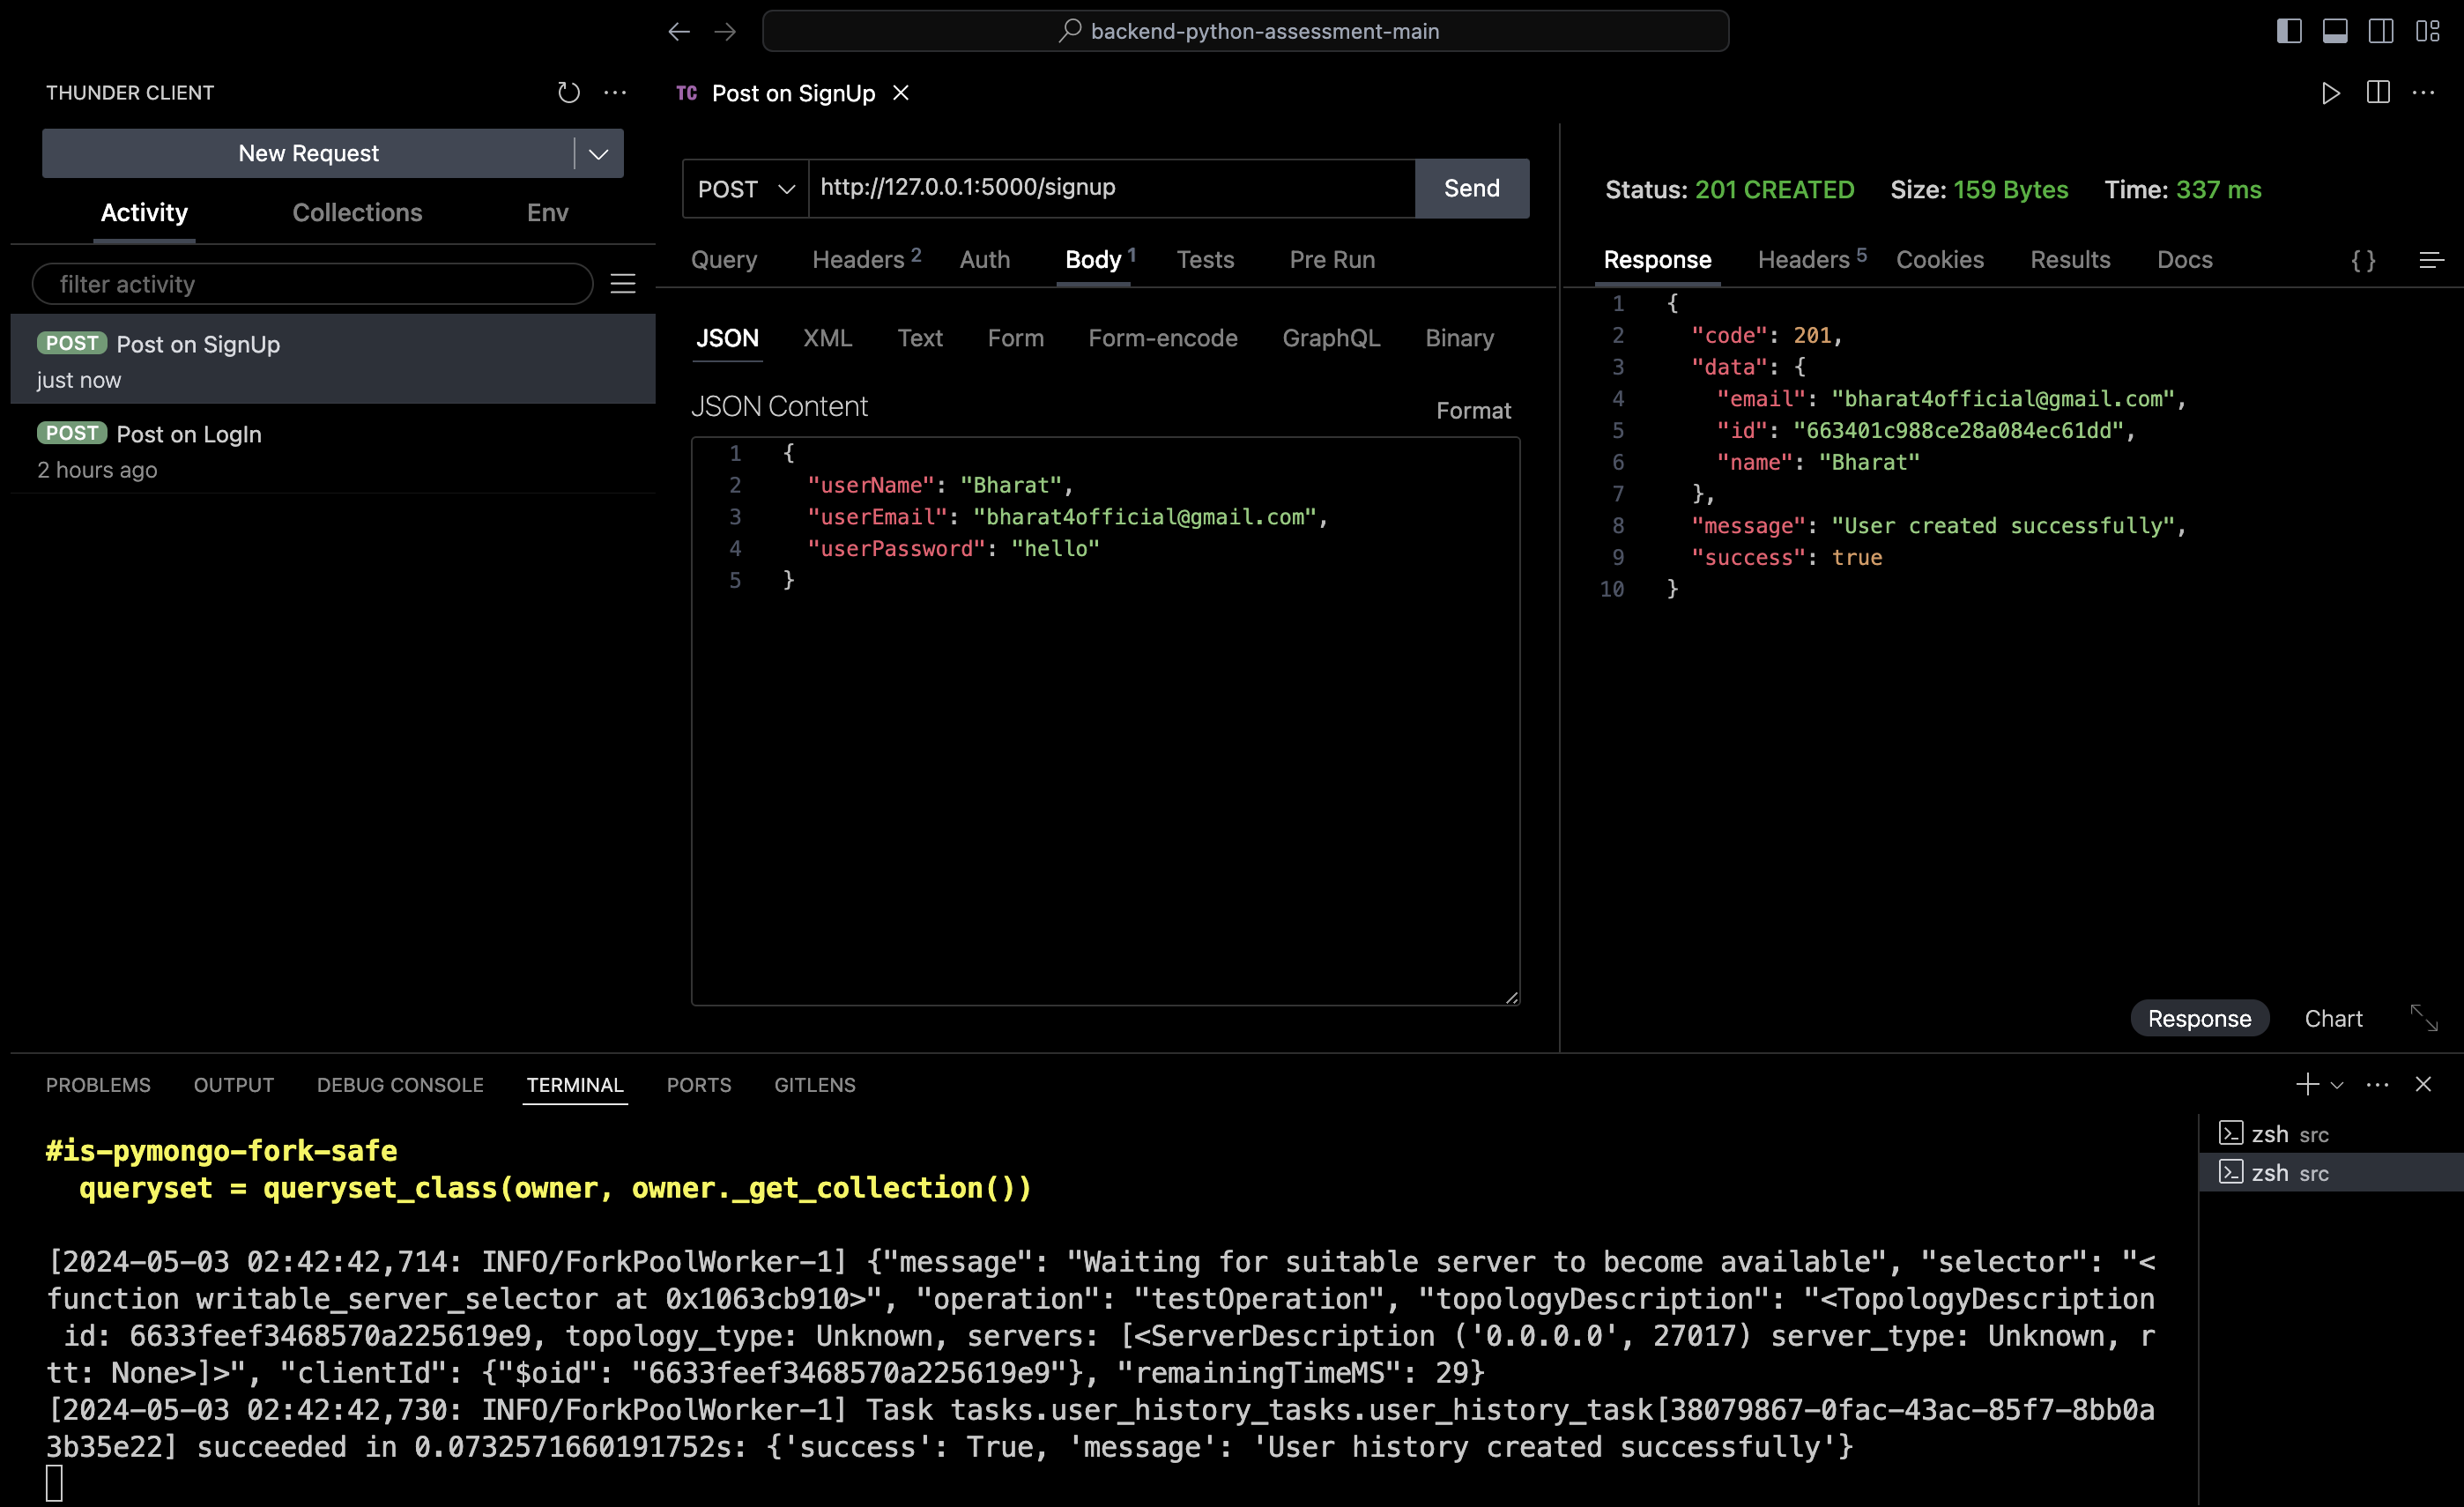 backend-python-assessment-main
THUNDER CLIENT
New Request
Activity Collections Env
filter activity
POST Post on SignUp
just now
POST Post on LogIn
2 hours ago
TC Post on SignUp
POST http://127.0.0.1:5000/signup Send
Query Headers 2 Auth Body 1 Tests Pre Run
JSON XML Text Form Form-encode GraphQL Binary
JSON Content Format
1 {
2 "userName": "Bharat",
3 "userEmail": "bharat4official@gmail.com",
4 "userPassword": "hello"
5 }
Status: 201 CREATED Size: 159 Bytes Time: 337 ms
Response Headers 5 Cookies Results Docs { }
1 {
2 "code": 201,
3 "data": {
4 "email": "bharat4official@gmail.com",
5 "id": "663401c988ce28a084ec61dd",
6 "name": "Bharat"
7 },
8 "message": "User created successfully",
9 "success": true
10 }
Response Chart
PROBLEMS OUTPUT DEBUG CONSOLE TERMINAL PORTS GITLENS
#is-pymongo-fork-safe
queryset = queryset_class(owner, owner._get_collection())
[2024-05-03 02:42:42,714: INFO/ForkPoolWorker-1] {"message": "Waiting for suitable server to become available", "selector": "<
function writable_server_selector at 0x1063cb910>", "operation": "testOperation", "topologyDescription": "<TopologyDescription
id: 6633feef3468570a225619e9, topology_type: Unknown, servers: [<ServerDescription ('0.0.0.0', 27017) server_type: Unknown, r
tt: None>]>", "clientId": {"$oid": "6633feef3468570a225619e9"}, "remainingTimeMS": 29}
[2024-05-03 02:42:42,730: INFO/ForkPoolWorker-1] Task tasks.user_history_tasks.user_history_task[38079867-0fac-43ac-85f7-8bb0a
3b35e22] succeeded in 0.0732571660191752s: {'success': True, 'message': 'User history created successfully'}
zsh src
zsh src